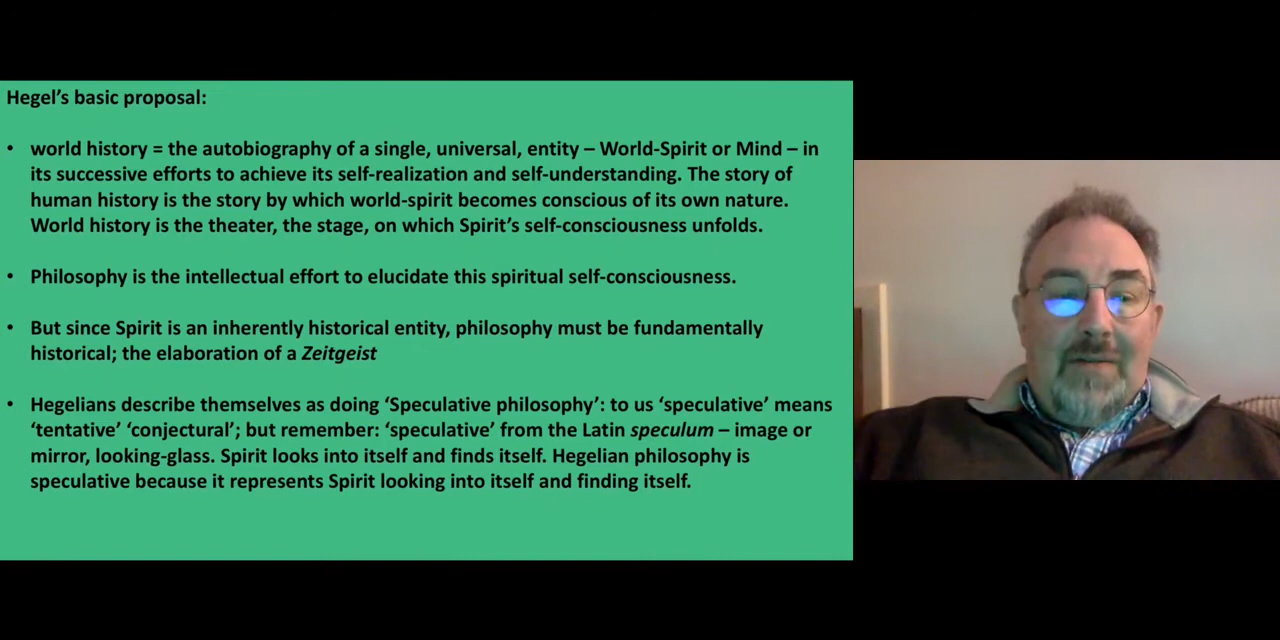 Hegel’s basic proposal:
• world history = the autobiography of a single, universal, entity – World-Spirit or Mind – in
its successive efforts to achieve its self-realization and self-understanding. The story of
human history is the story by which world-spirit becomes conscious of its own nature.
World history is the theater, the stage, on which Spirit’s self-consciousness unfolds.
• Philosophy is the intellectual effort to elucidate this spiritual self-consciousness.
• But since Spirit is an inherently historical entity, philosophy must be fundamentally
historical; the elaboration of a Zeitgeist
• Hegelians describe themselves as doing ‘Speculative philosophy’: to us ‘speculative’ means
‘tentative’ ‘conjectural’; but remember: ‘speculative’ from the Latin speculum – image or
mirror, looking-glass. Spirit looks into itself and finds itself. Hegelian philosophy is
speculative because it represents Spirit looking into itself and finding itself.